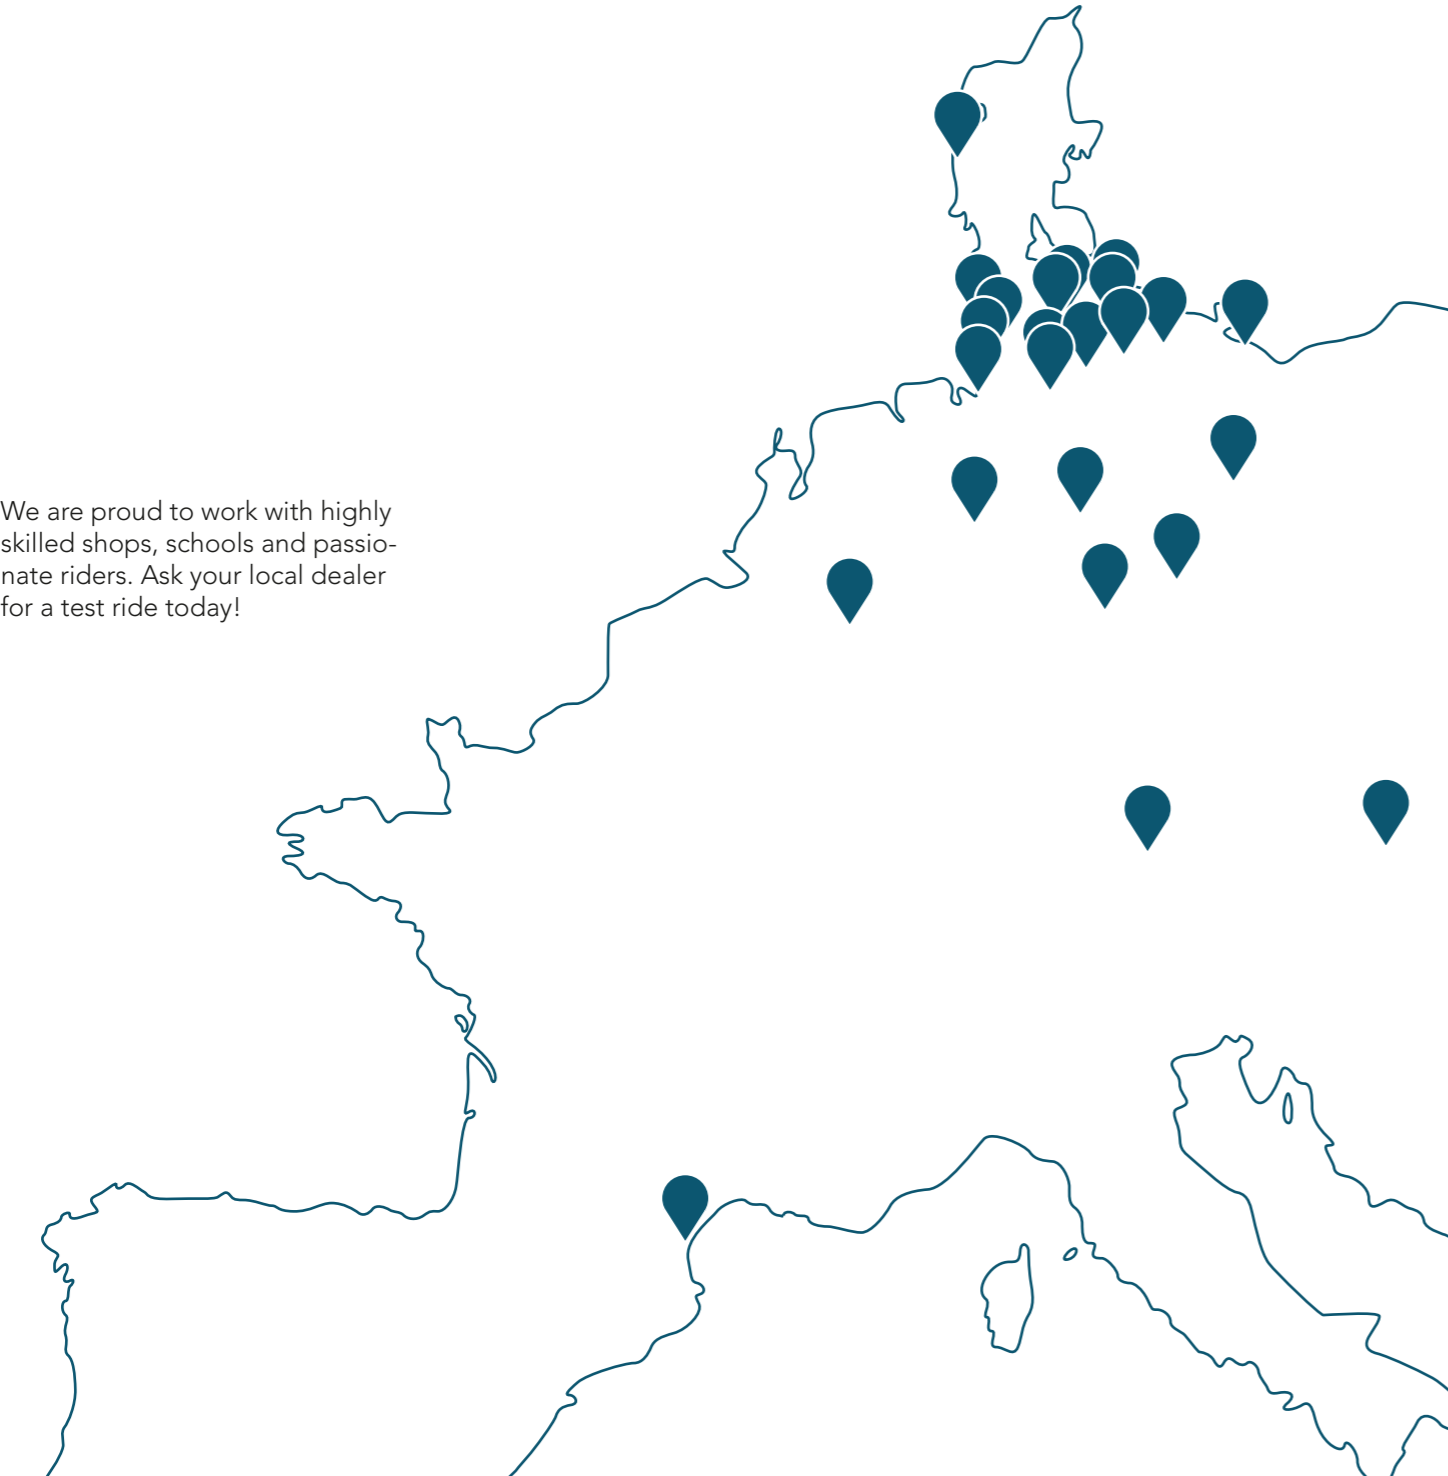 We are proud to work with highly
skilled shops, schools and passio-
nate riders. Ask your local dealer
for a test ride today!